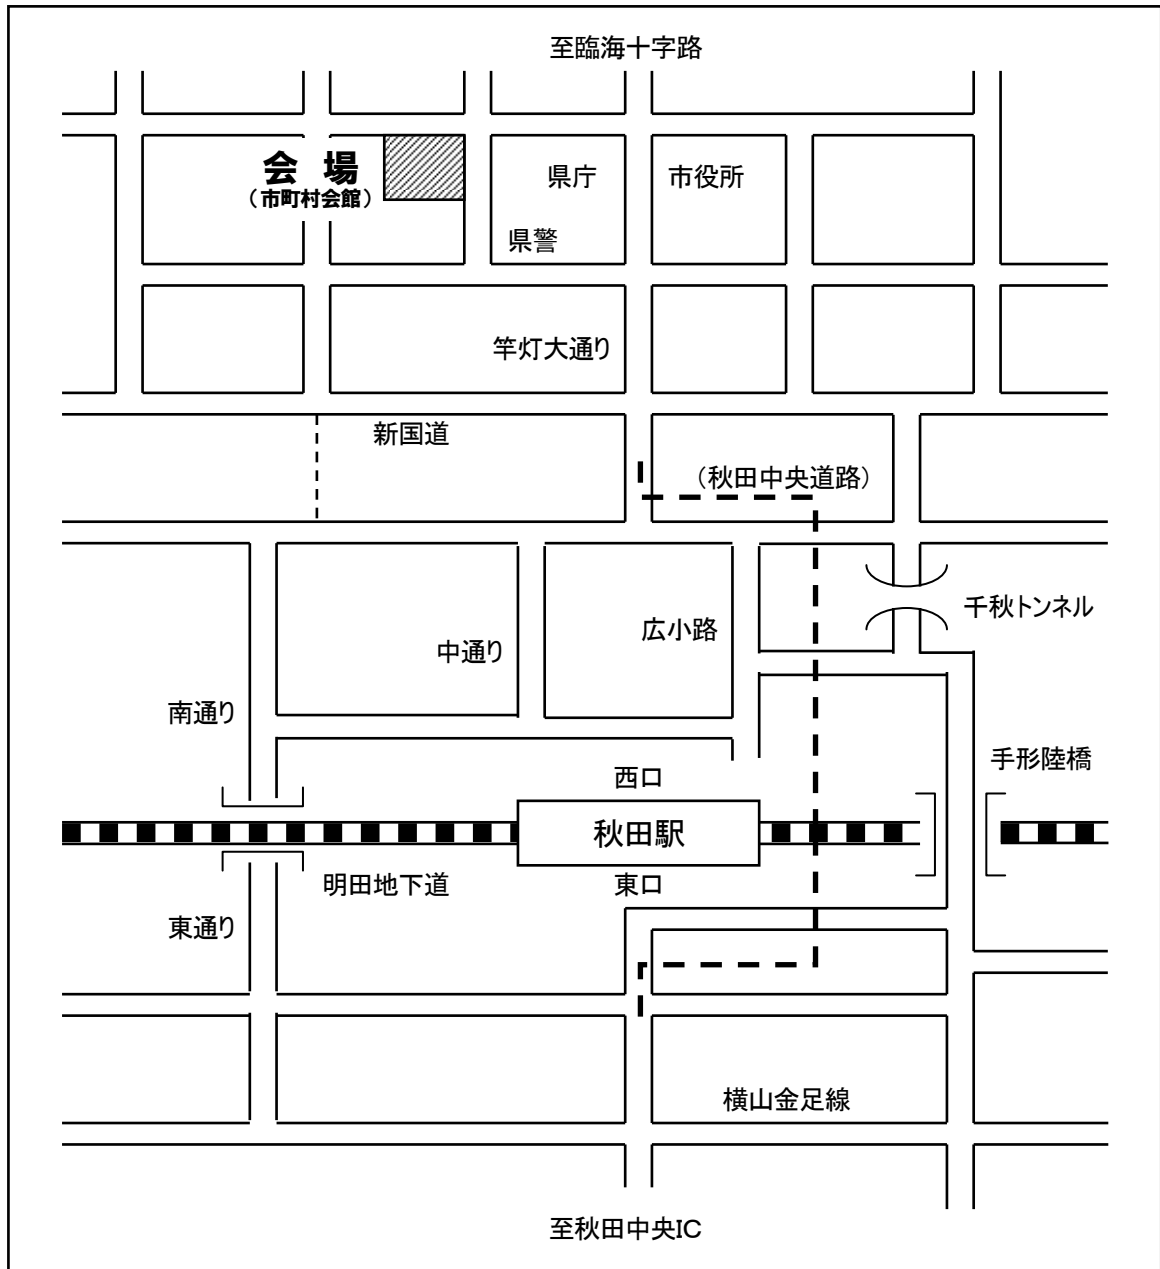 至臨海十字路
会 場
（市町村会館）
県庁
市役所
県警
竿灯大通り
新国道
（秋田中央道路）
千秋トンネル
広小路
中通り
南通り
手形陸橋
西口
秋田駅
東口
明田地下道
東通り
横山金足線
至秋田中央IC